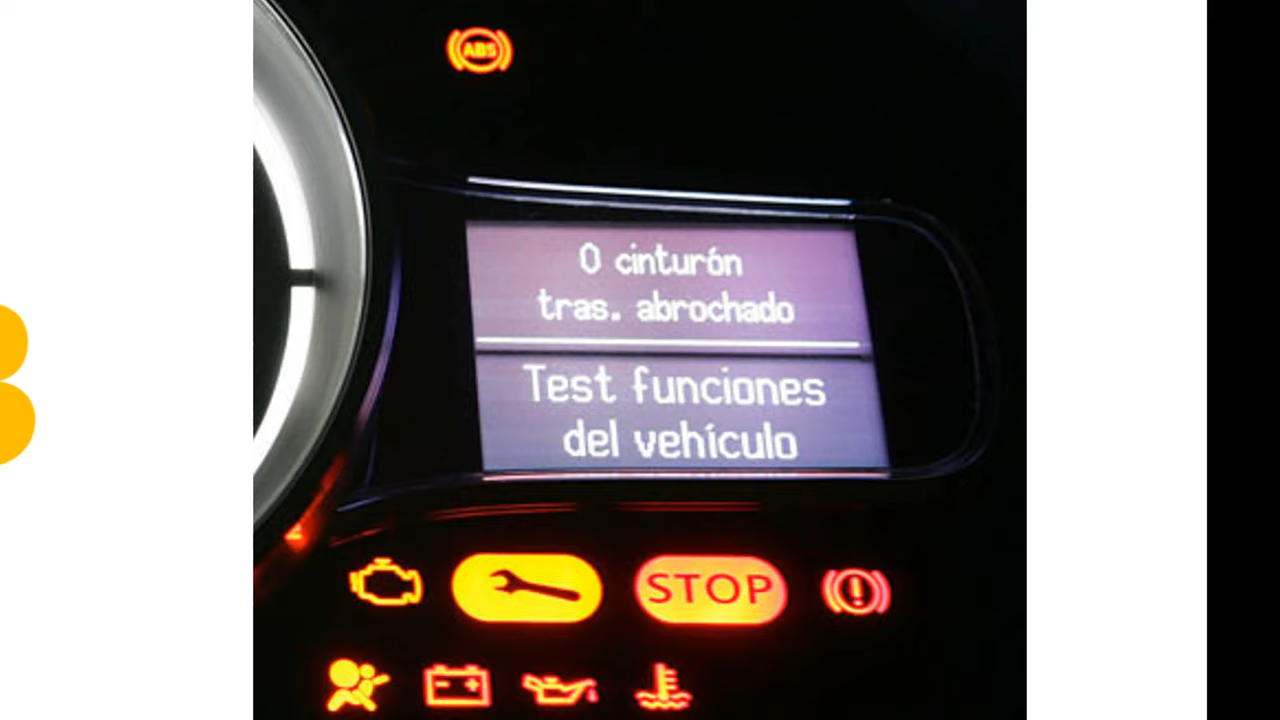 ABS
0 cinturón
tras. abrochado
Test funciones
del vehículo
STOP